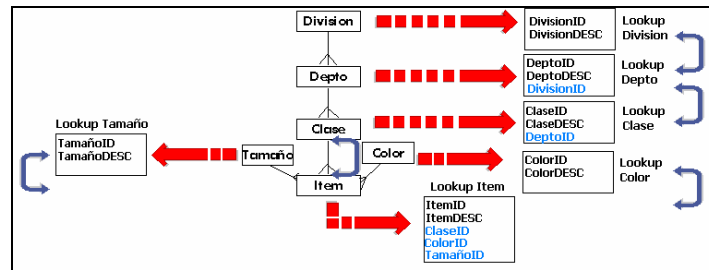 Division
DivisionID
DivisionDESC
Lookup
Division
Depto
DeptoID
DeptoDESC
DivisionID
Lookup
Depto
Clase
ClaseID
ClaseDESC
DeptoID
Lookup
Clase
Lookup Tamaño
TamañoID
TamañoDESC
Tamaño
Color
ColorID
ColorDESC
Lookup
Color
Item
Lookup Item
ItemID
ItemDESC
ClaseID
ColorID
TamañoID